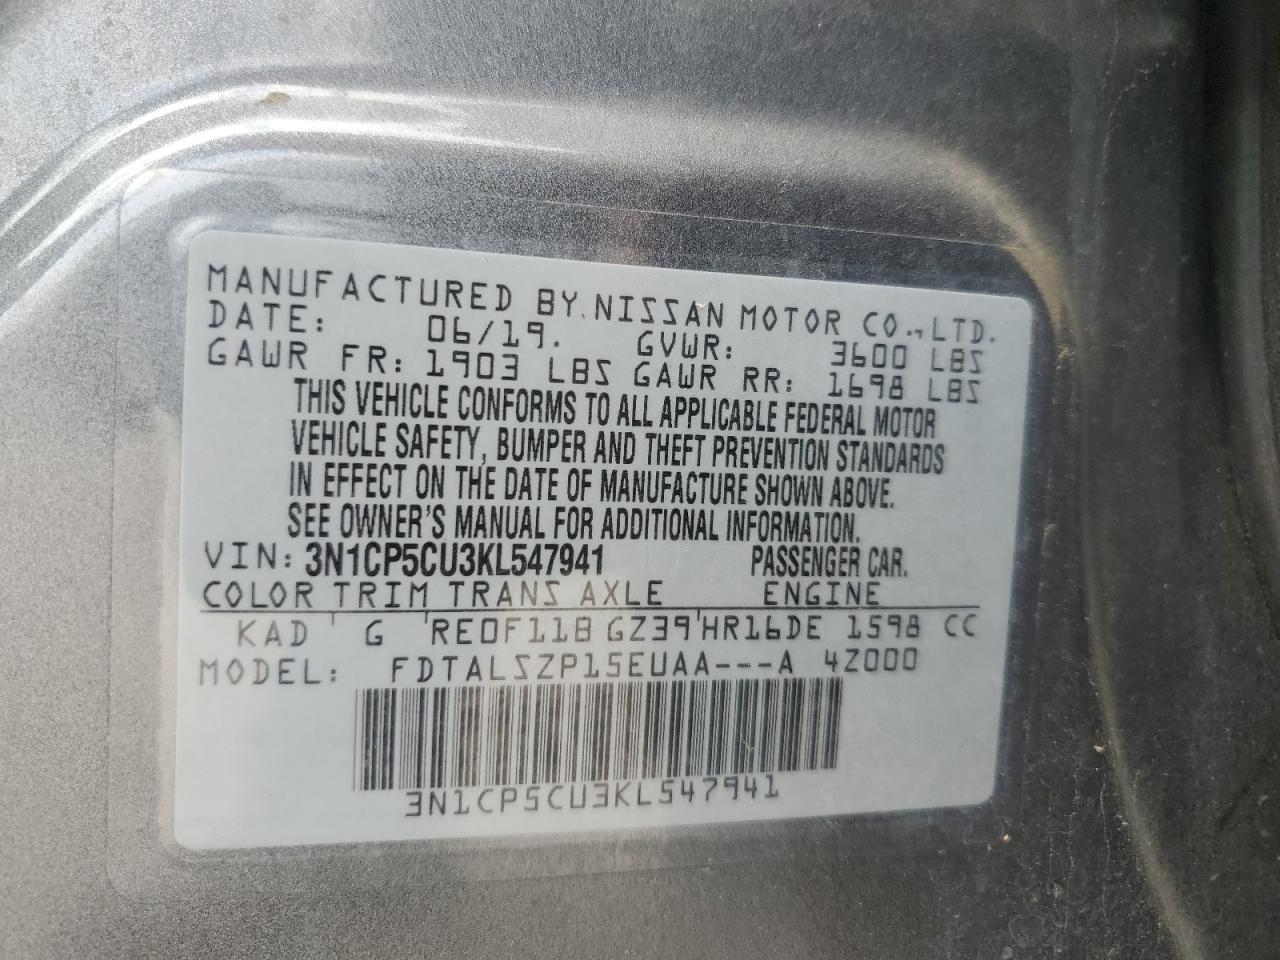 MANUFACTURED BY NISSAN MOTOR CO., LTD.
DATE: 06/19. GVWR: 3600 LBS
GAWR FR: 1903 LBS GAWR RR: 1698 LBS
THIS VEHICLE CONFORMS TO ALL APPLICABLE FEDERAL MOTOR
VEHICLE SAFETY, BUMPER AND THEFT PREVENTION STANDARDS
IN EFFECT ON THE DATE OF MANUFACTURE SHOWN ABOVE.
SEE OWNER'S MANUAL FOR ADDITIONAL INFORMATION.
VIN: 3N1CP5CU3KL547941 PASSENGER CAR.
COLOR TRIM TRANS AXLE ENGINE
KAD G RE0F11B GZ39 HR16DE 1598 CC
MODEL: FDTALSZP15EUAA---A 4Z000
3N1CP5CU3KL547941